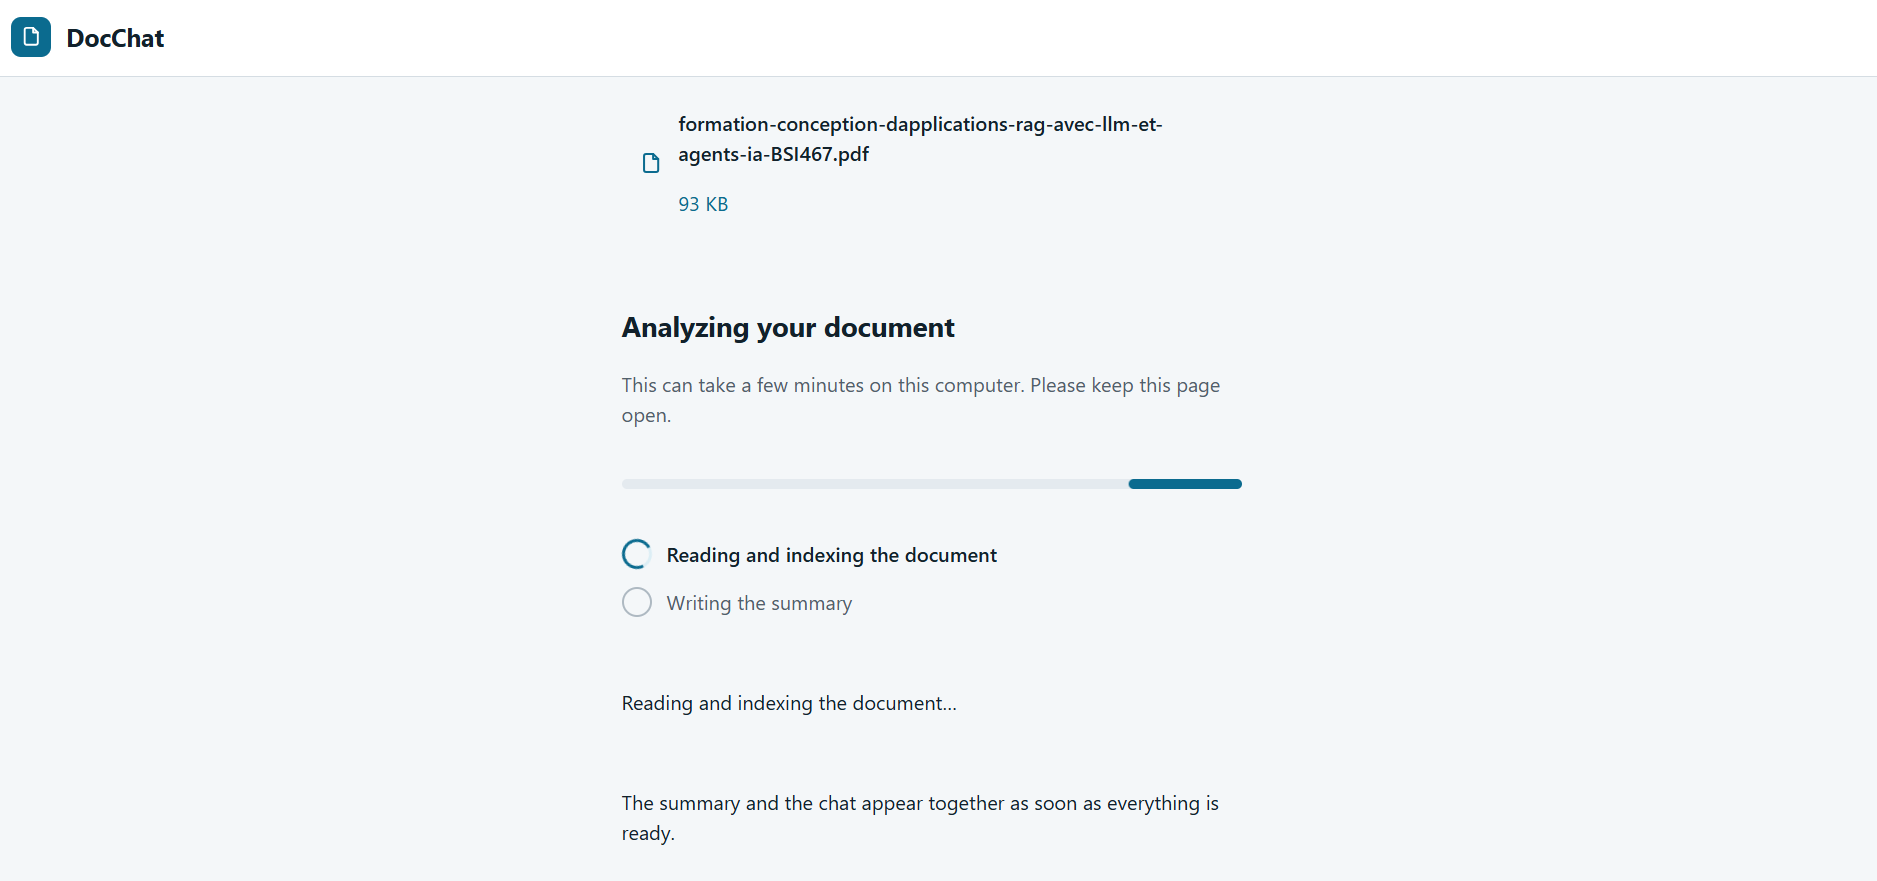 DocChat
formation-conception-dapplications-rag-avec-llm-et-
agents-ia-BSI467.pdf
93 KB
Analyzing your document
This can take a few minutes on this computer. Please keep this page
open.
Reading and indexing the document
Writing the summary
Reading and indexing the document...
The summary and the chat appear together as soon as everything is
ready.